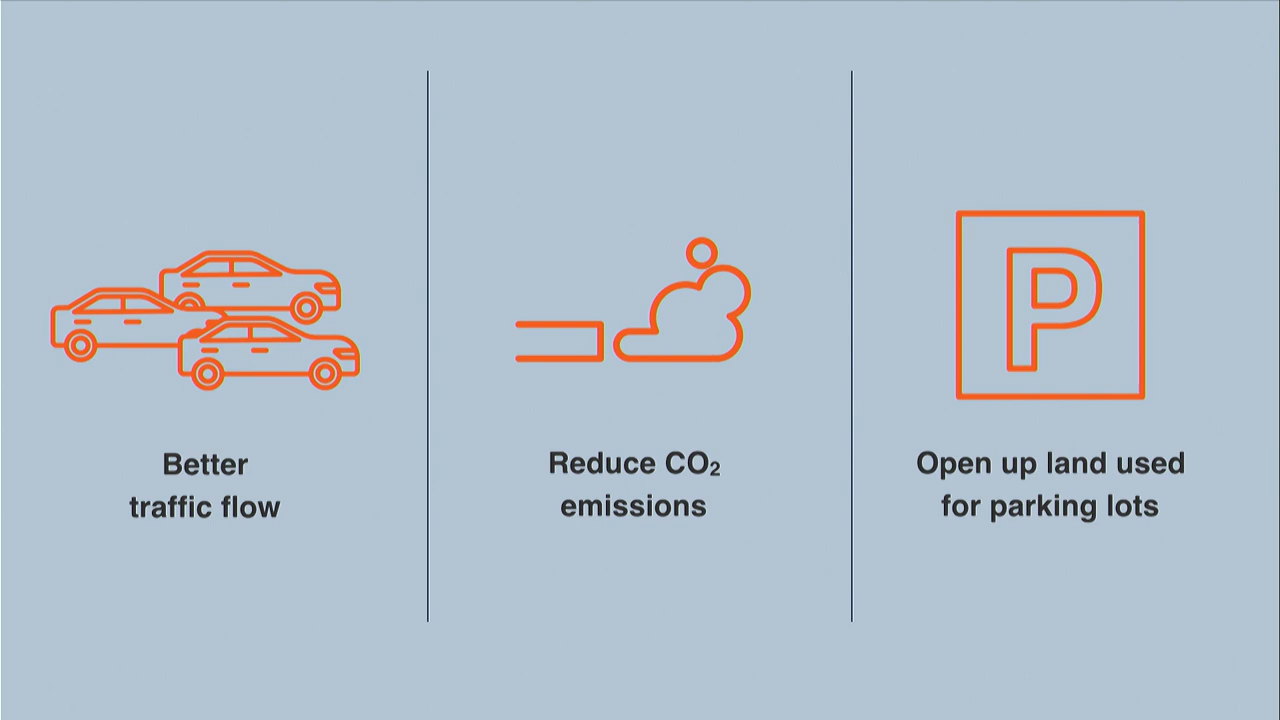 Better
traffic flow
Reduce CO₂
emissions
P
Open up land used
for parking lots